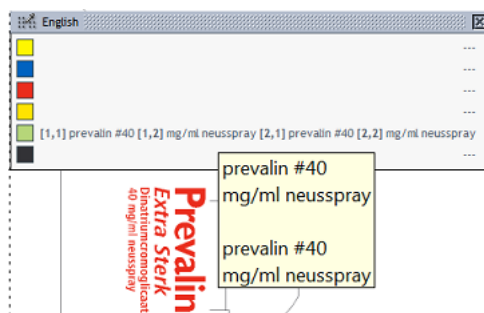 English
---
---
---
---
[1,1] prevalin #40 [1,2] mg/ml neusspray [2,1] prevalin #40 [2,2] mg/ml neusspray
---
prevalin #40
mg/ml neusspray
prevalin #40
mg/ml neusspray
Prevalin
Extra Sterk
Dinatriumcromoglicaat
40 mg/ml neusspray